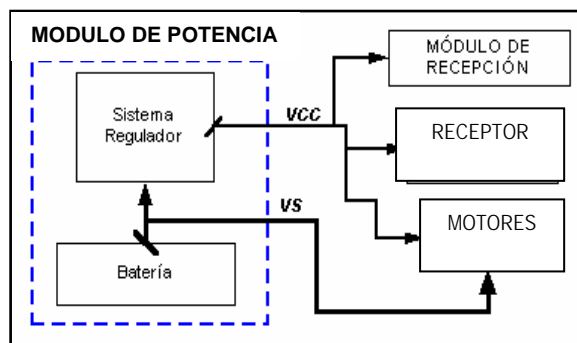 MODULO DE POTENCIA
MÓDULO DE
RECEPCIÓN
Sistema
Regulador
VCC
RECEPTOR
VS
MOTORES
Batería